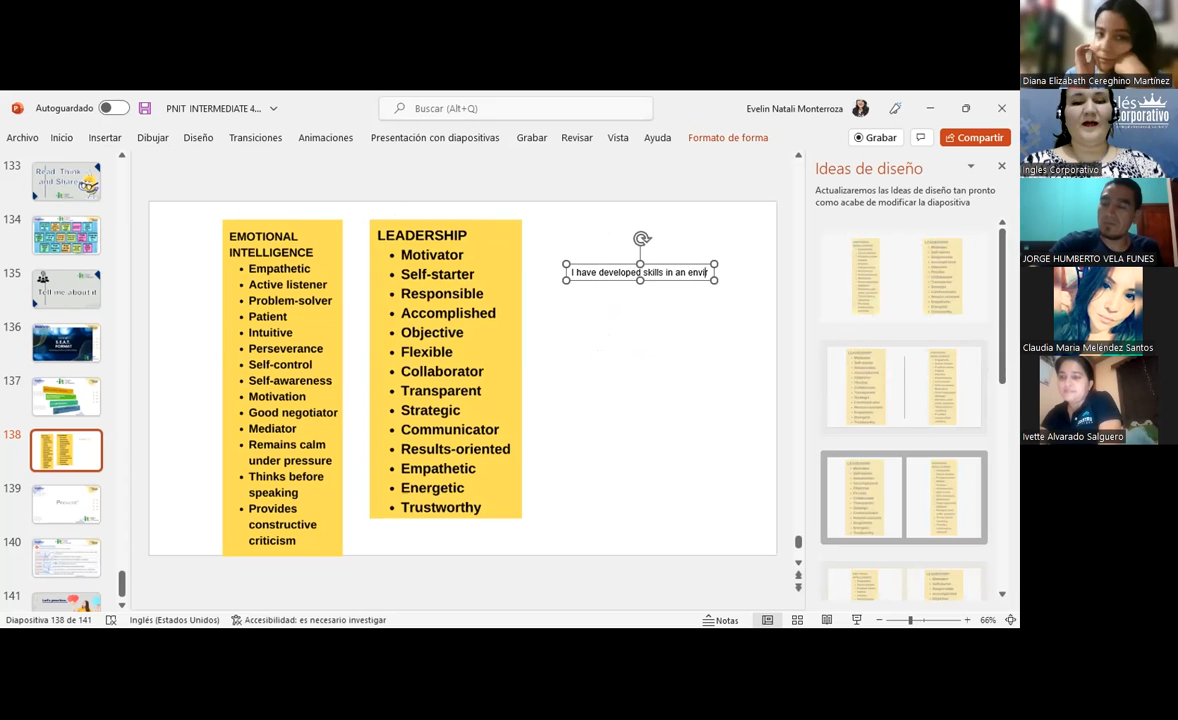 Autoguardado
PNIT INTERMEDIATE 4...
Buscar (Alt+Q)
Evelin Natali Monterroza
Archivo Inicio Insertar Dibujar Diseño Transiciones Animaciones Presentación con diapositivas Grabar Revisar Vista Ayuda Formato de forma
Grabar
Compartir
133
Read, Think
and Share
134
135
Tell me about it
136
S.E.A.T.
FORMAT
137
138
139
Present
140
141
EMOTIONAL
INTELLIGENCE
• Empathetic
• Active listener
• Problem-solver
• Patient
• Intuitive
• Perseverance
• Self-control
• Self-awareness
• Motivation
• Good negotiator
• Mediator
• Remains calm
under pressure
• Thinks before
speaking
• Provides
constructive
criticism
LEADERSHIP
• Motivator
• Self-starter
• Responsible
• Accomplished
• Objective
• Flexible
• Collaborator
• Transparent
• Strategic
• Communicator
• Results-oriented
• Empathetic
• Energetic
• Trustworthy
I have developed skills in an envir
Ideas de diseño
Actualizaremos las Ideas de diseño tan pronto
como acabe de modificar la diapositiva
Diapositiva 138 de 141
Inglés (Estados Unidos)
Accesibilidad: es necesario investigar
Notas
66%
Diana Elizabeth Cereghino Martínez
lés
orporativo
Inglés Corporativo
JORGE HUMBERTO VELA FUNES
Claudia Maria Meléndez Santos
Ivette Alvarado Salguero